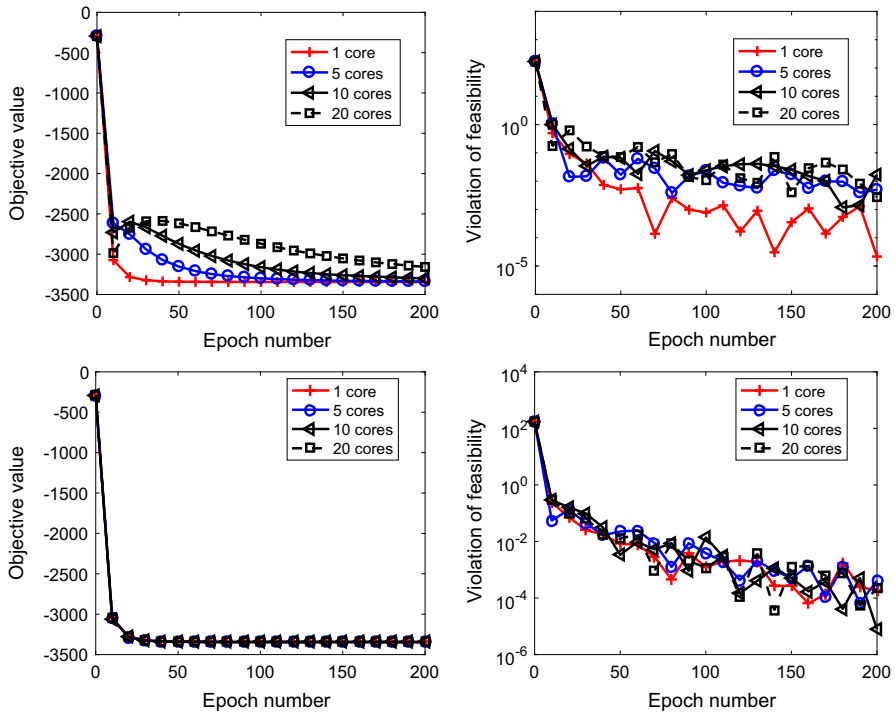 0
-500
-1000
-1500
-2000
-2500
-3000
-3500
0 50 100 150 200
Objective value
Epoch number
1 core
5 cores
10 cores
20 cores
10^0
10^-5
0 50 100 150 200
Violation of feasibility
Epoch number
1 core
5 cores
10 cores
20 cores
0
-500
-1000
-1500
-2000
-2500
-3000
-3500
0 50 100 150 200
Objective value
Epoch number
1 core
5 cores
10 cores
20 cores
10^4
10^2
10^0
10^-2
10^-4
10^-6
0 50 100 150 200
Violation of feasibility
Epoch number
1 core
5 cores
10 cores
20 cores